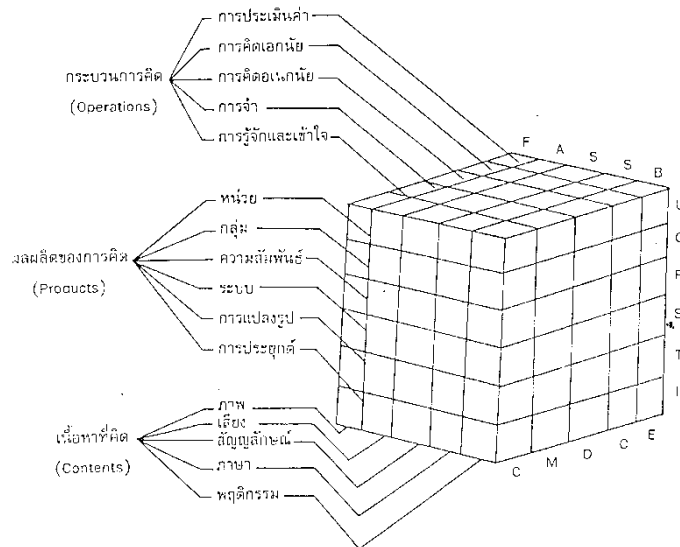 การประเมินค่า
การคิดเอกนัย
การคิดอเนกนัย
การจำ
การรู้จักและเข้าใจ
กระบวนการคิด
(Operations)
F A S S B
หน่วย
กลุ่ม
ความสัมพันธ์
ระบบ
การแปลงรูป
การประยุกต์
ผลผลิตของการคิด
(Products)
U
C
R
S
T
I
ภาพ
เสียง
สัญญลักษณ์
ภาษา
พฤติกรรม
เนื้อหาที่คิด
(Contents)
C M D C E